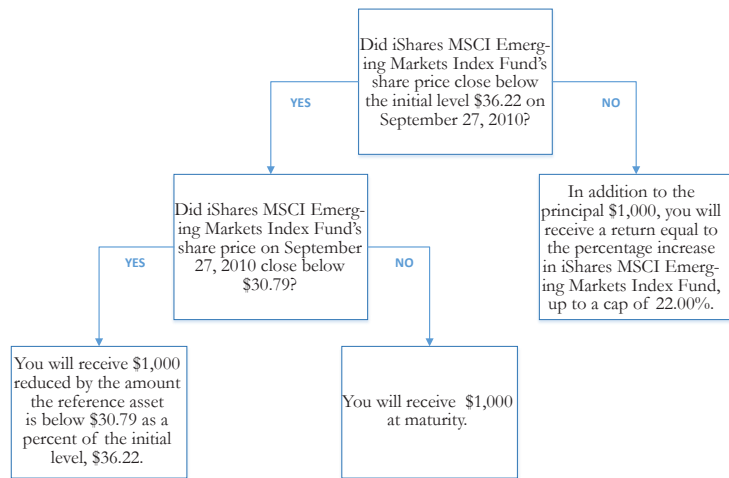 Did iShares MSCI Emerg-
ing Markets Index Fund's
share price close below
the initial level $36.22 on
September 27, 2010?
YES
NO
Did iShares MSCI Emerg-
ing Markets Index Fund's
share price on September
27, 2010 close below
$30.79?
In addition to the
principal $1,000, you will
receive a return equal to
the percentage increase
in iShares MSCI Emerg-
ing Markets Index Fund,
up to a cap of 22.00%.
YES
NO
You will receive $1,000
reduced by the amount
the reference asset
is below $30.79 as a
percent of the initial
level, $36.22.
You will receive $1,000
at maturity.